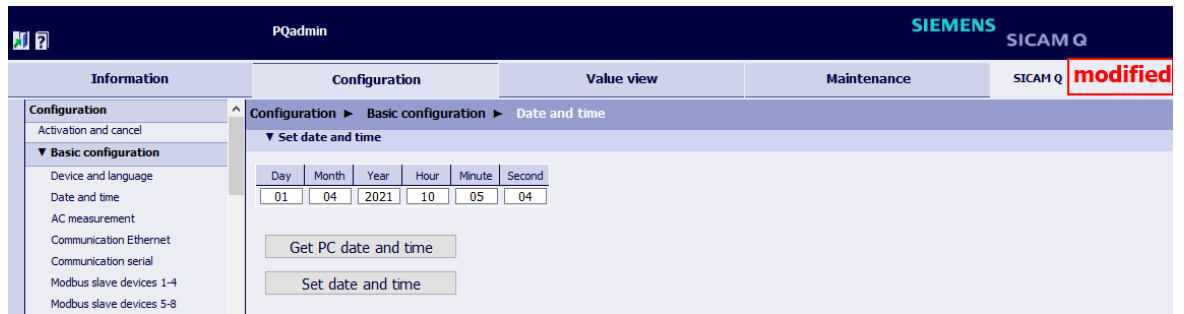 PQadmin
SIEMENS
SICAM Q
Information Configuration Value view Maintenance SICAM Q modified
Configuration
Activation and cancel
▼ Basic configuration
Device and language
Date and time
AC measurement
Communication Ethernet
Communication serial
Modbus slave devices 1-4
Modbus slave devices 5-8
Configuration ► Basic configuration ► Date and time
▼ Set date and time
Day Month Year Hour Minute Second
01 04 2021 10 05 04
Get PC date and time
Set date and time